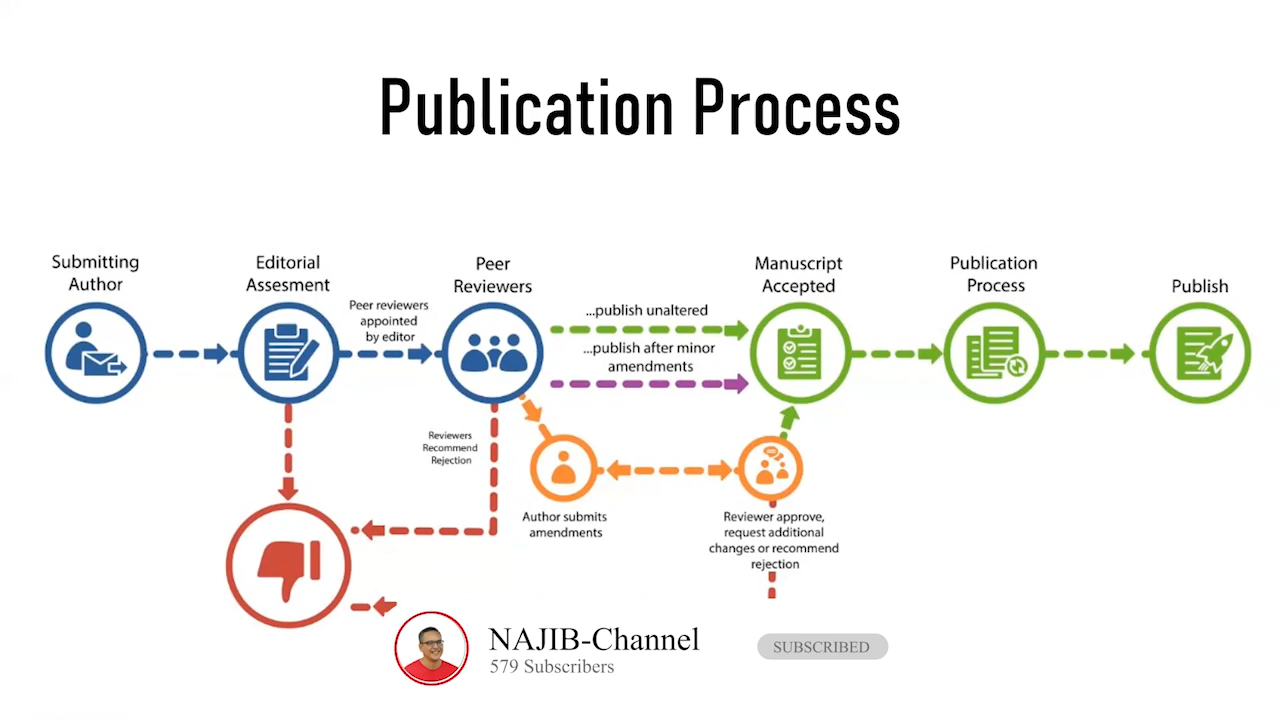 Publication Process
Submitting
Author
Editorial
Assesment
Peer reviewers
appointed
by editor
Peer
Reviewers
...publish unaltered
...publish after minor
amendments
Manuscript
Accepted
Publication
Process
Publish
Reviewers
Recommend
Rejection
Author submits
amendments
Reviewer approve,
request additional
changes or recommend
rejection
NAJIB-Channel
579 Subscribers
SUBSCRIBED